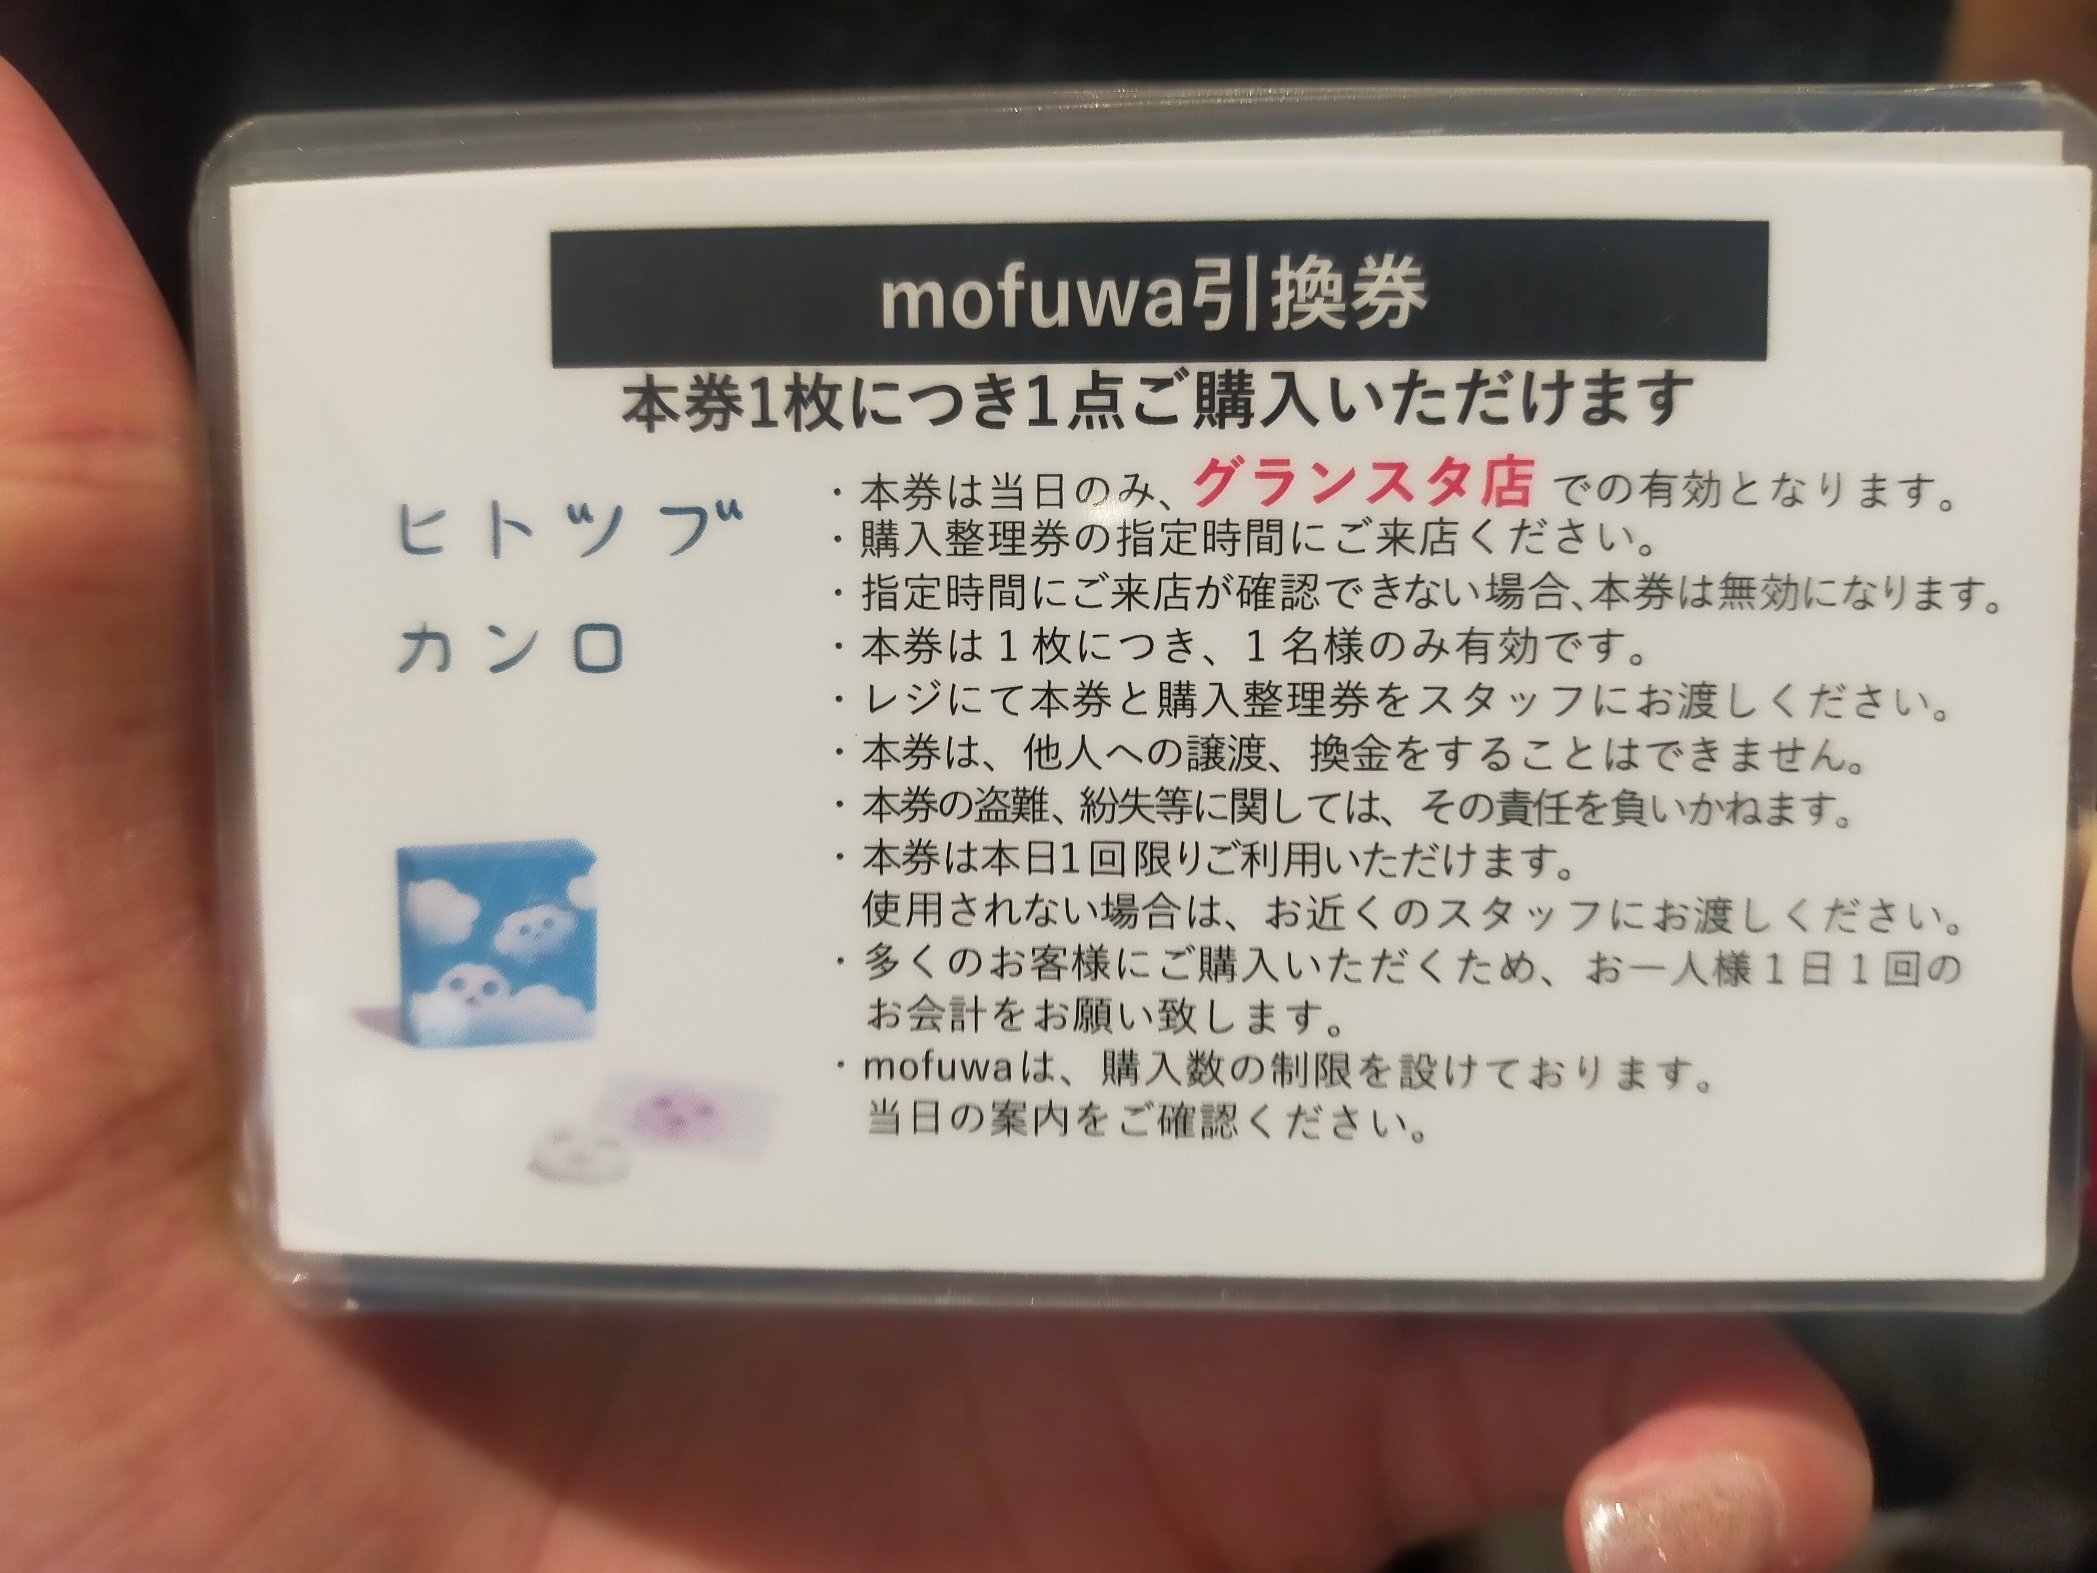 mofuwa引換券
本券1枚につき1点ご購入いただけます
ヒトツブ
カンロ
・本券は当日のみ、グランスタ店での有効となります。
・購入整理券の指定時間にご来店ください。
・指定時間にご来店が確認できない場合、本券は無効になります。
・本券は1枚につき、1名様のみ有効です。
・レジにて本券と購入整理券をスタッフにお渡しください。
・本券は、他人への譲渡、換金をすることはできません。
・本券の盗難、紛失等に関しては、その責任を負いかねます。
・本券は本日1回限りご利用いただけます。
使用されない場合は、お近くのスタッフにお渡しください。
・多くのお客様にご購入いただくため、お一人様1日1回の
お会計をお願い致します。
・mofuwaは、購入数の制限を設けております。
当日の案内をご確認ください。